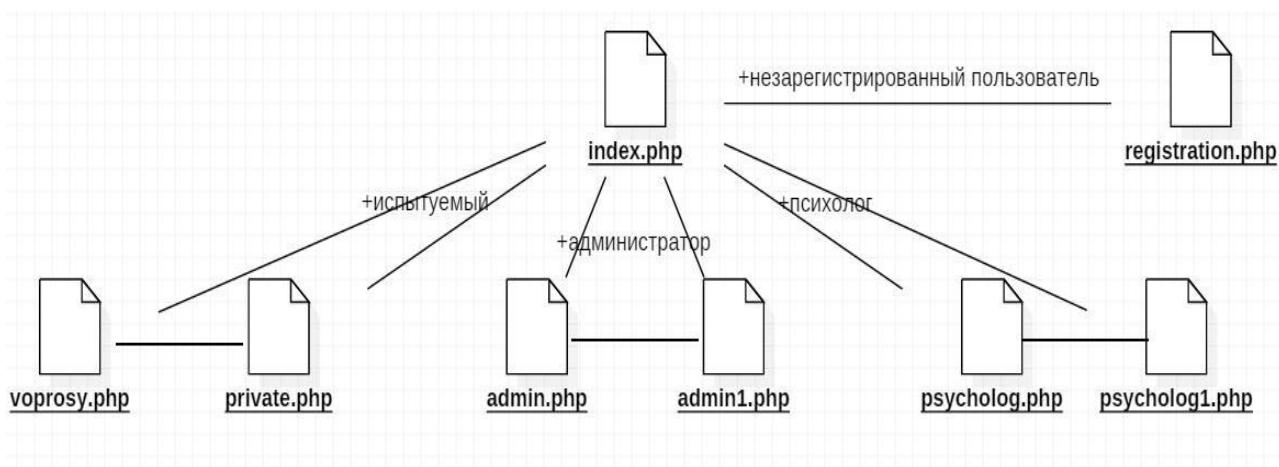 +незарегистрированный пользователь
index.php
registration.php
+испытуемый
+психолог
+администратор
voprosy.php
private.php
admin.php
admin1.php
psycholog.php
psycholog1.php